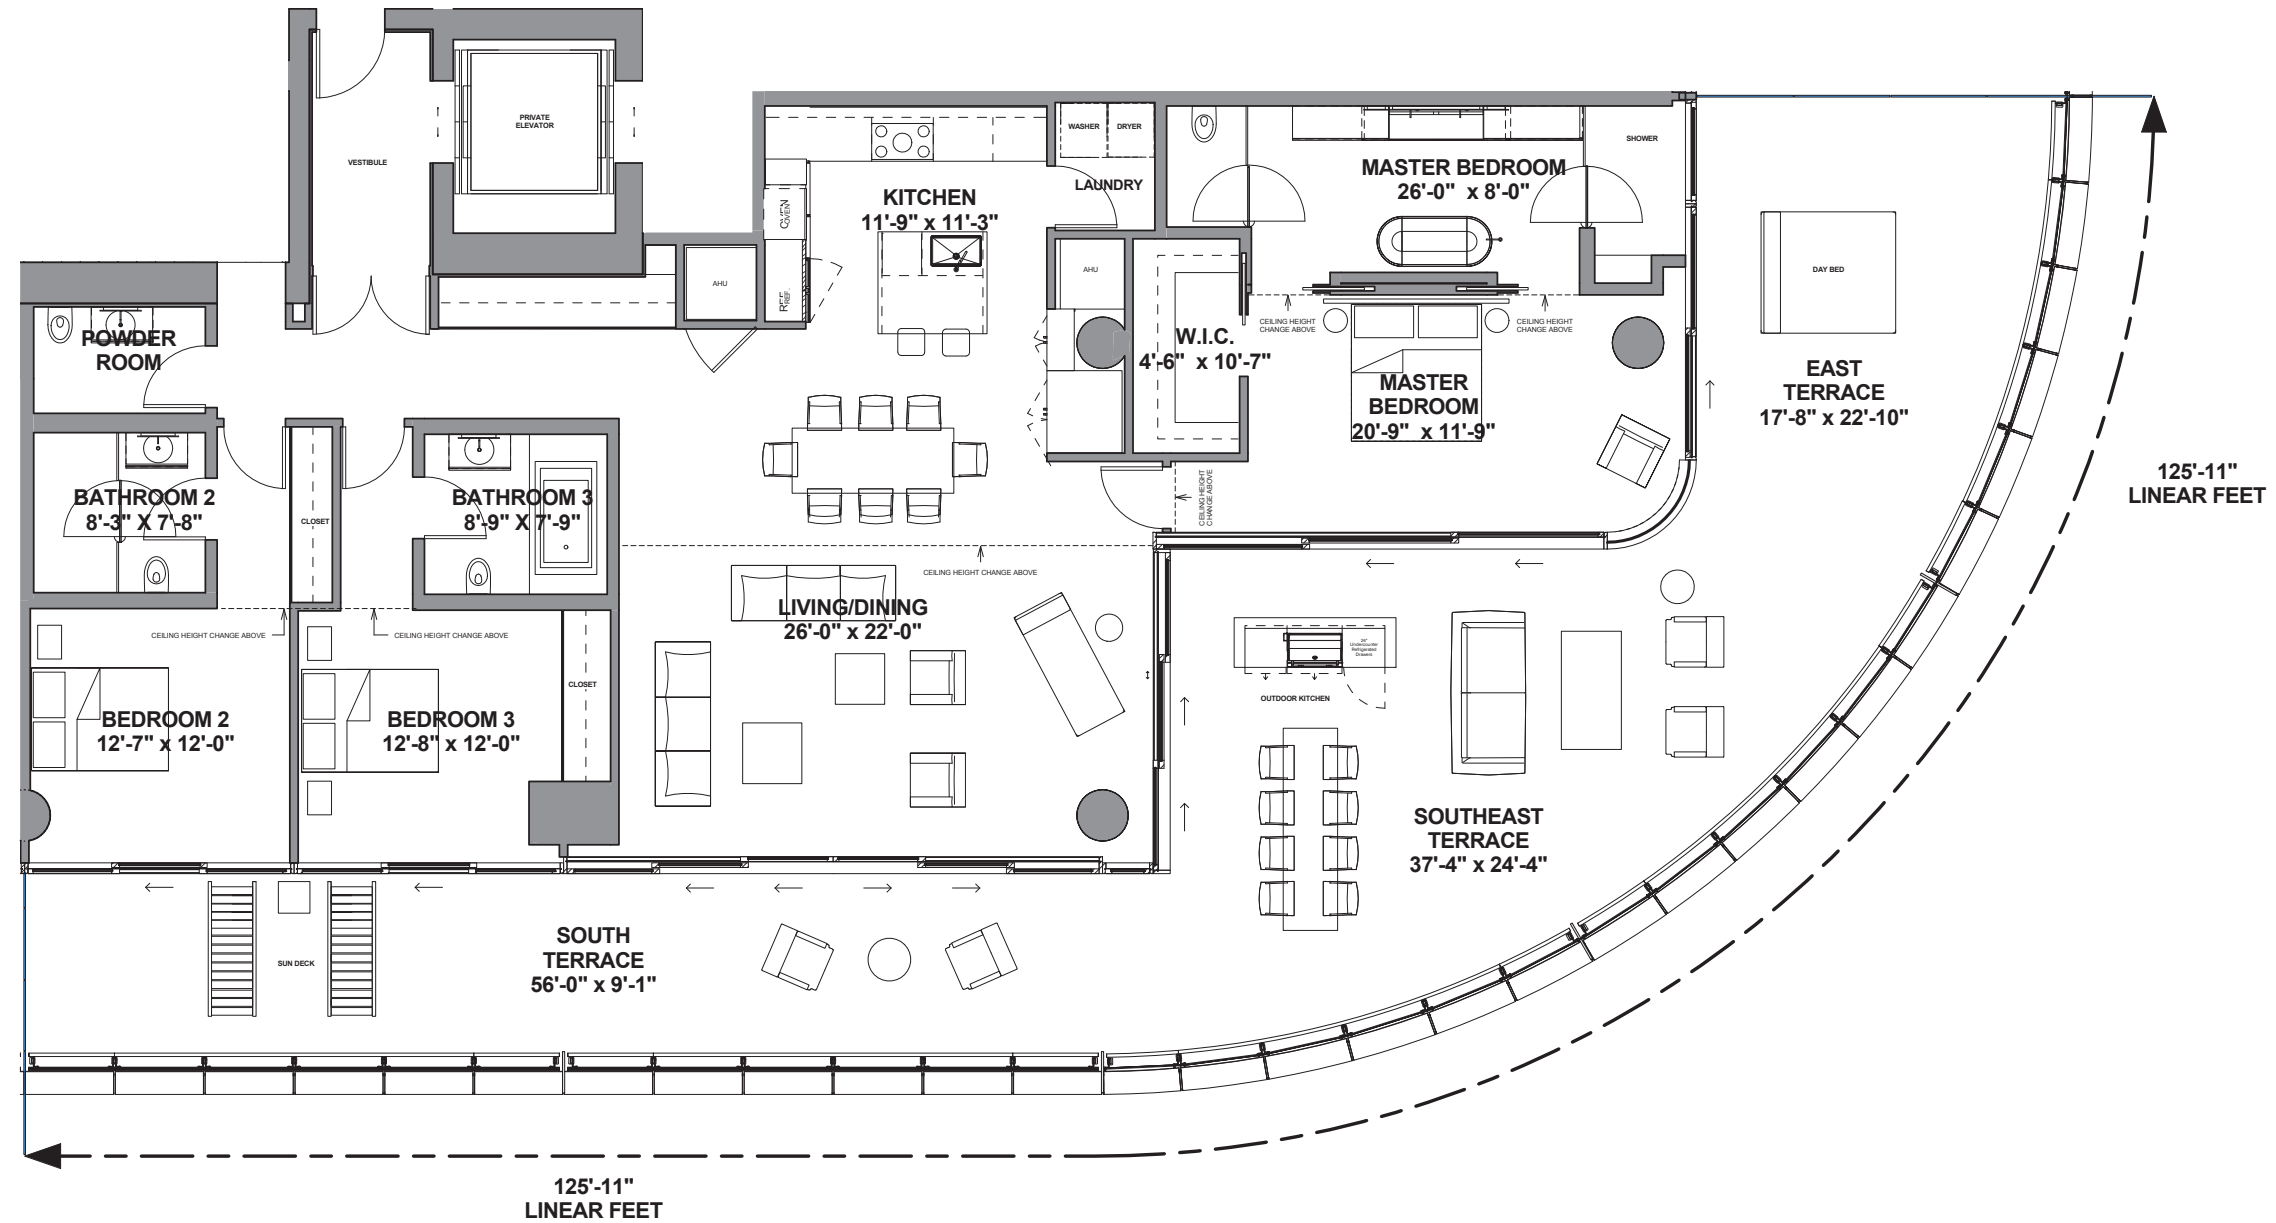 PRIVATE
ELEVATOR
VESTIBULE
WASHER
DRYER
LAUNDRY
SHOWER
MASTER BEDROOM
26'-0" x 8'-0"
KITCHEN
11'-9" x 11'-3"
OVEN
AHU
REF.
AHU
DAY BED
CEILING HEIGHT
CHANGE ABOVE
CEILING HEIGHT
CHANGE ABOVE
POWDER
ROOM
W.I.C.
4'-6" x 10'-7"
MASTER
BEDROOM
20'-9" x 11'-9"
EAST
TERRACE
17'-8" x 22'-10"
125'-11"
LINEAR FEET
BATHROOM 2
8'-3" X 7'-8"
CLOSET
BATHROOM 3
8'-9" X 7'-9"
CEILING HEIGHT
CHANGE ABOVE
CEILING HEIGHT CHANGE ABOVE
LIVING/DINING
26'-0" x 22'-0"
CEILING HEIGHT CHANGE ABOVE
CEILING HEIGHT CHANGE ABOVE
24"
Undercounter
Refrigerated
Drawers
CLOSET
OUTDOOR KITCHEN
BEDROOM 2
12'-7" x 12'-0"
BEDROOM 3
12'-8" x 12'-0"
SOUTHEAST
TERRACE
37'-4" x 24'-4"
SOUTH
TERRACE
56'-0" x 9'-1"
SUN DECK
125'-11"
LINEAR FEET